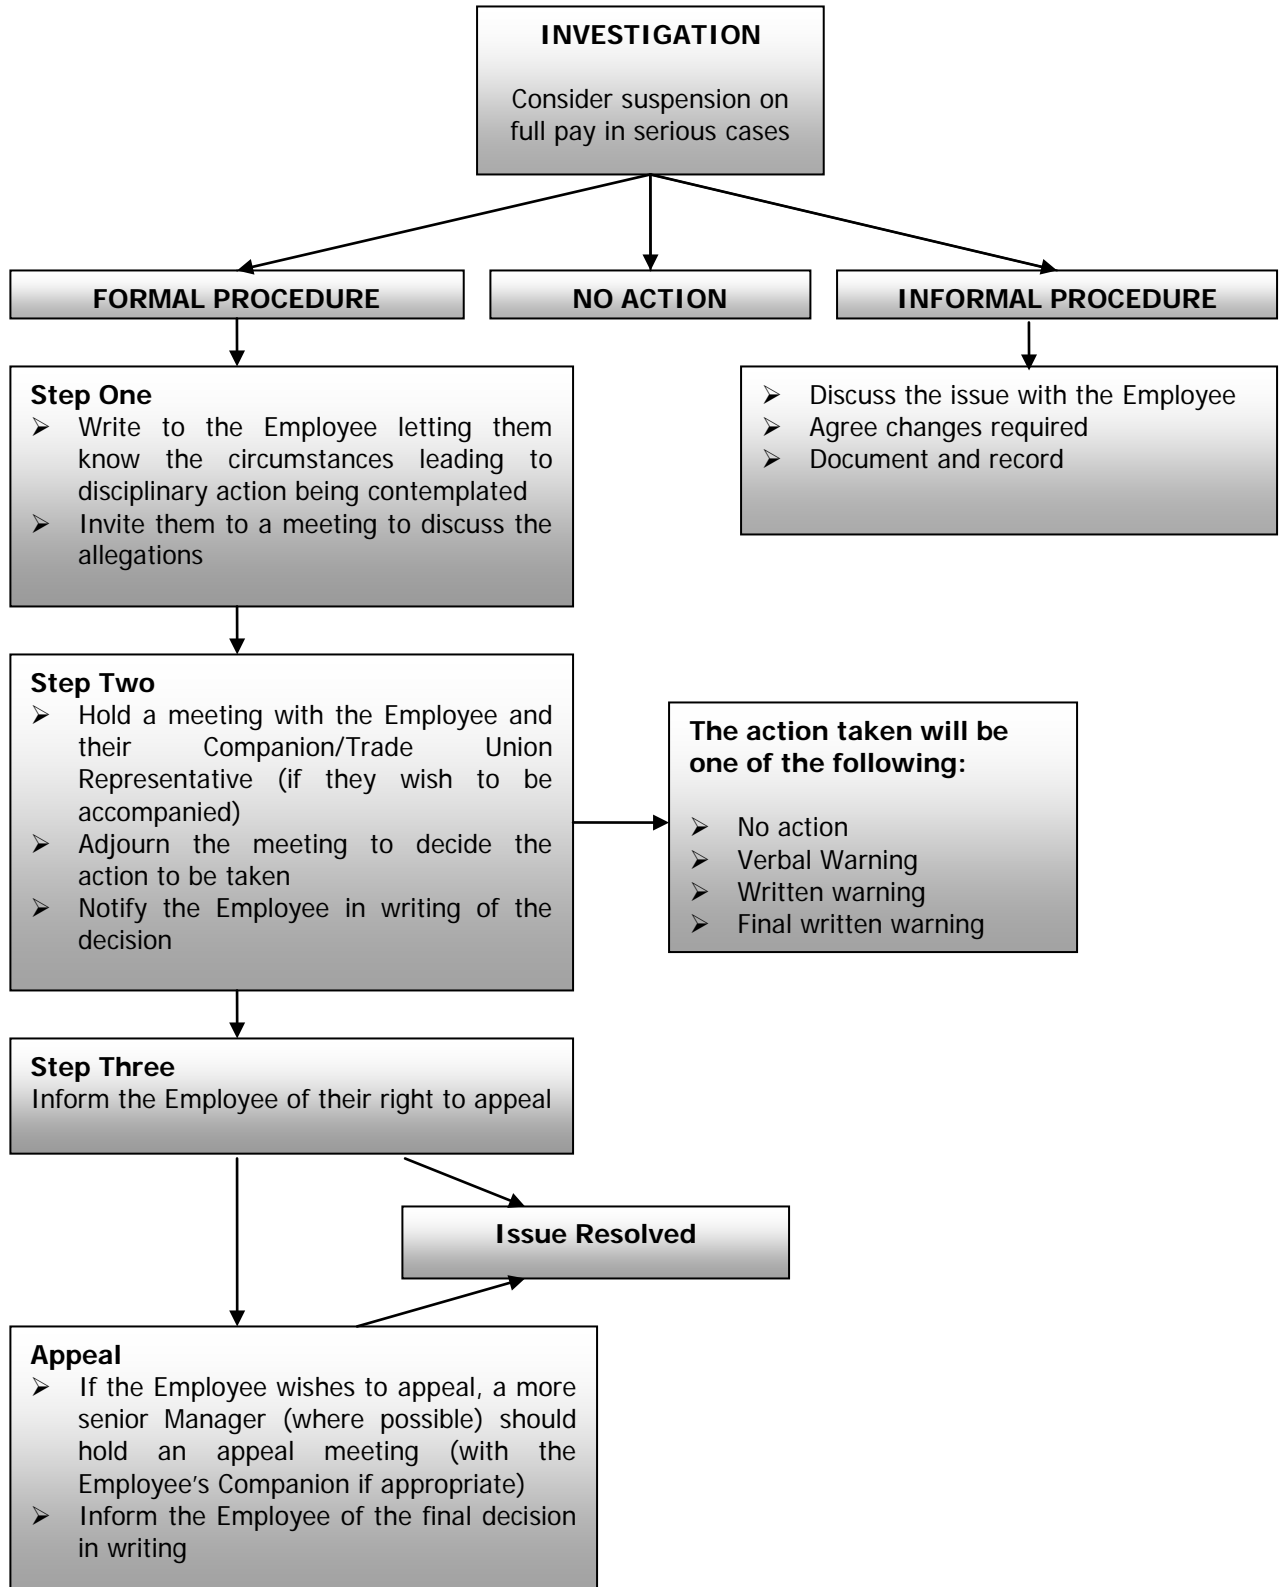 INVESTIGATION
Consider suspension on
full pay in serious cases
FORMAL PROCEDURE
NO ACTION
INFORMAL PROCEDURE
Step One
➢ Write to the Employee letting them
know the circumstances leading to
disciplinary action being contemplated
➢ Invite them to a meeting to discuss the
allegations
➢ Discuss the issue with the Employee
➢ Agree changes required
➢ Document and record
Step Two
➢ Hold a meeting with the Employee and
their Companion/Trade Union
Representative (if they wish to be
accompanied)
➢ Adjourn the meeting to decide the
action to be taken
➢ Notify the Employee in writing of the
decision
The action taken will be
one of the following:
➢ No action
➢ Verbal Warning
➢ Written warning
➢ Final written warning
Step Three
Inform the Employee of their right to appeal
Issue Resolved
Appeal
➢ If the Employee wishes to appeal, a more
senior Manager (where possible) should
hold an appeal meeting (with the
Employee's Companion if appropriate)
➢ Inform the Employee of the final decision
in writing